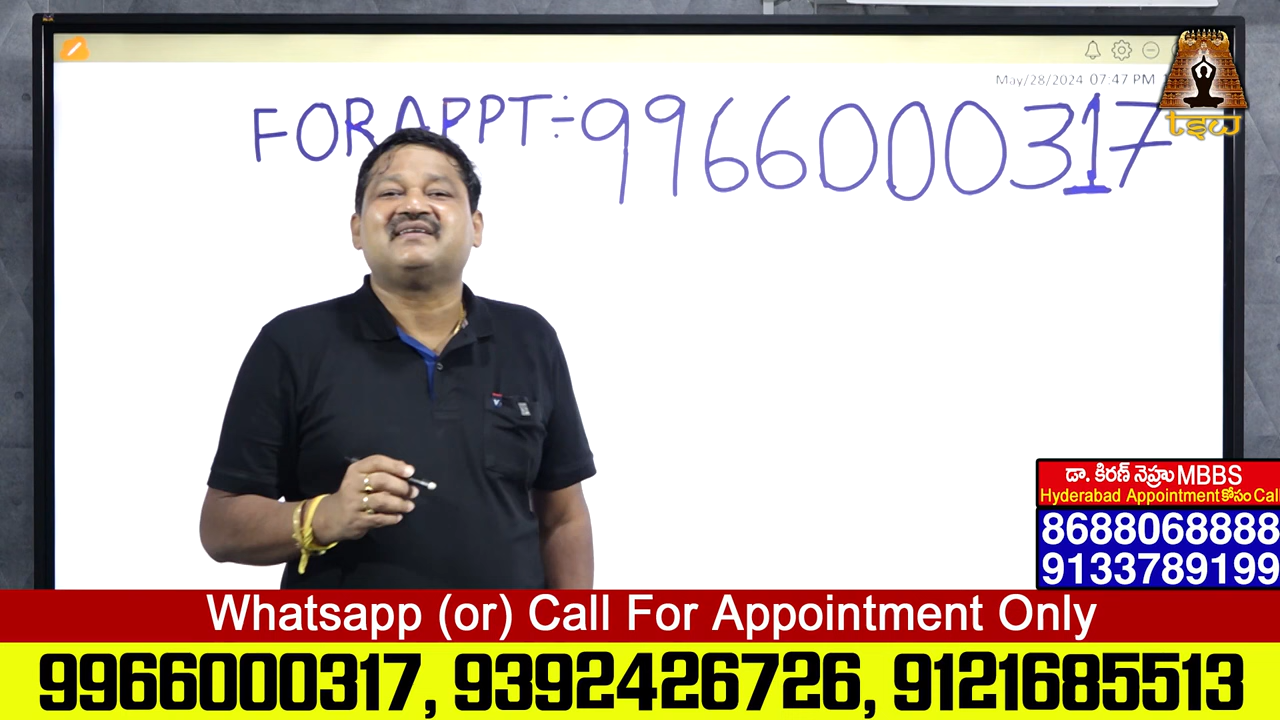 May/28/2024 07:47 PM
FOR APPT:- 9966000317
tsw
డా. కిరణ్ నెహ్రు MBBS
Hyderabad Appointment కోసం Call
8688068888
9133789199
Whatsapp (or) Call For Appointment Only
9966000317, 9392426726, 9121685513